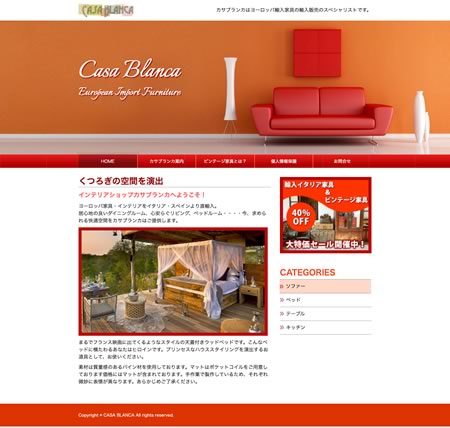 CASA BLANCA
カサブランカはヨーロッパ輸入家具の輸入販売のスペシャリストです。
Casa Blanca
European Import Furniture
HOME
カサブランカ案内
ビンテージ家具とは?
個人情報保護
お問合せ
くつろぎの空間を演出
インテリアショップカサブランカへようこそ!
ヨーロッパ家具・インテリアをイタリア・スペインより直輸入。
居心地の良いダイニングルーム、心安らぐリビング、ベッドルーム・・・・今、求めら
れる快適空間をカサブランカはご提供します。
まるでフランス映画に出てくるようなスタイルの天蓋付きウッドベッドです。こんなベ
ッドに横たわるあなたはヒロインです。プリンセスなハウススタイリングを演出するお
道具として、お使いください。
素材は質量感のあるパイン材を使用しております。マットはポケットコイルをご用意し
ております価格にはマットが含まれております。手作業で製作しているため、それぞれ
微妙に表情が異なります。あらかじめご了承ください。
輸入イタリア家具
&
ビンテージ家具
40%
OFF
大特価セール開催中!
CATEGORIES
ソファー
ベッド
テーブル
キッチン
Copyright © CASA BLANCA All rights reserved.